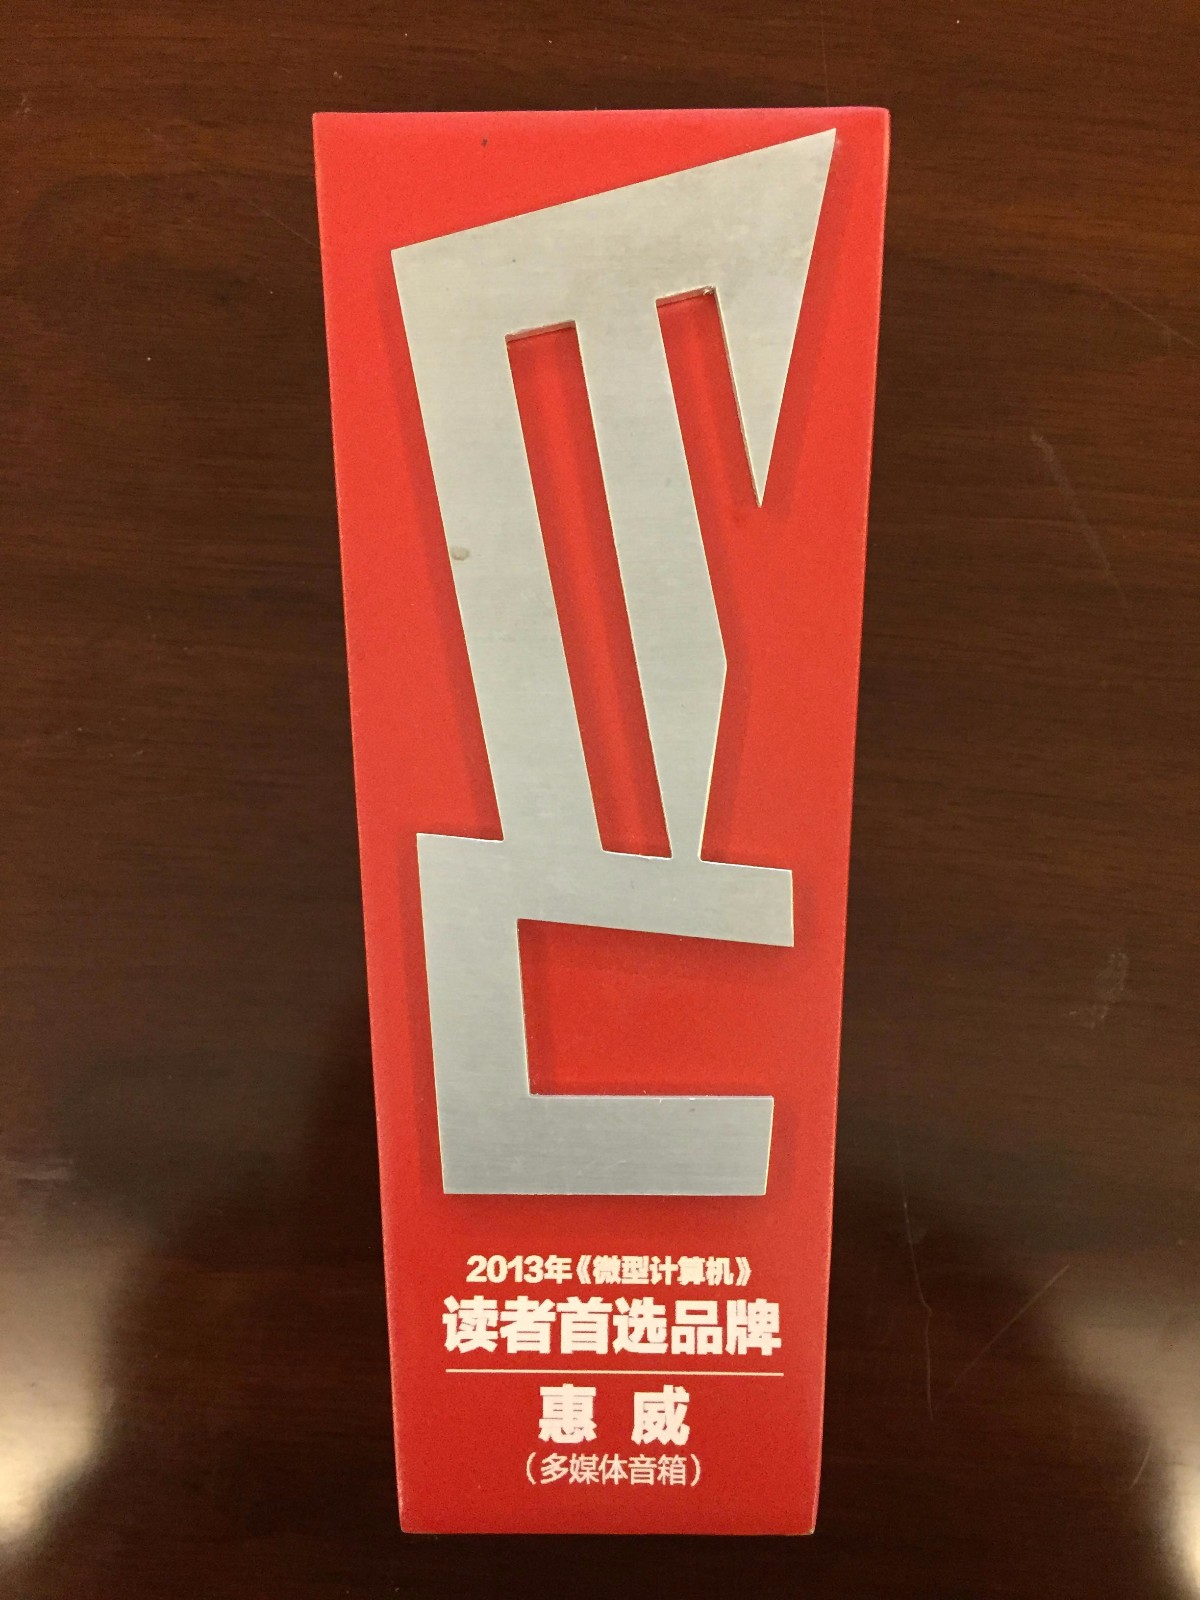 2013年《微型计算机》
读者首选品牌
惠威
（多媒体音箱）